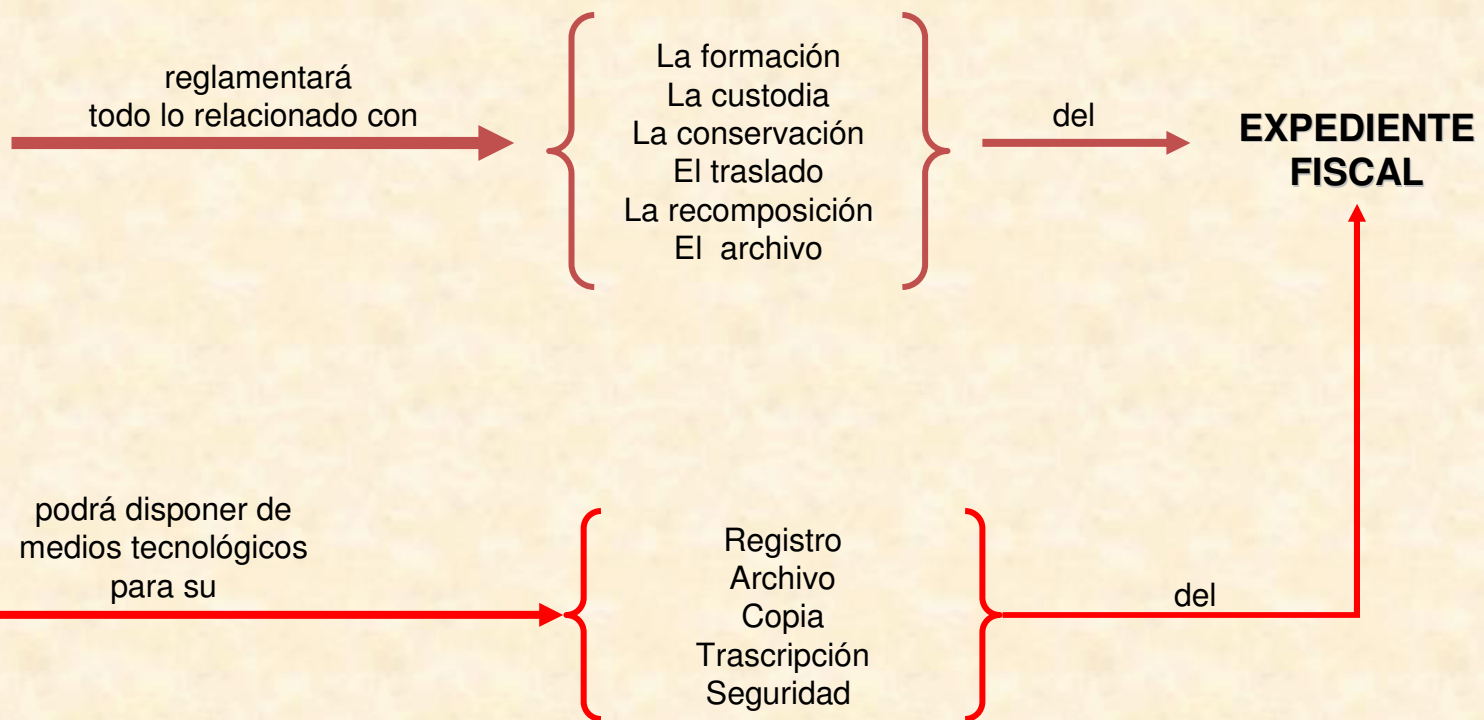 reglamentará
todo lo relacionado con
La formación
La custodia
La conservación
El traslado
La recomposición
El archivo
del
EXPEDIENTE
FISCAL
podrá disponer de
medios tecnológicos
para su
Registro
Archivo
Copia
Trascripción
Seguridad
del